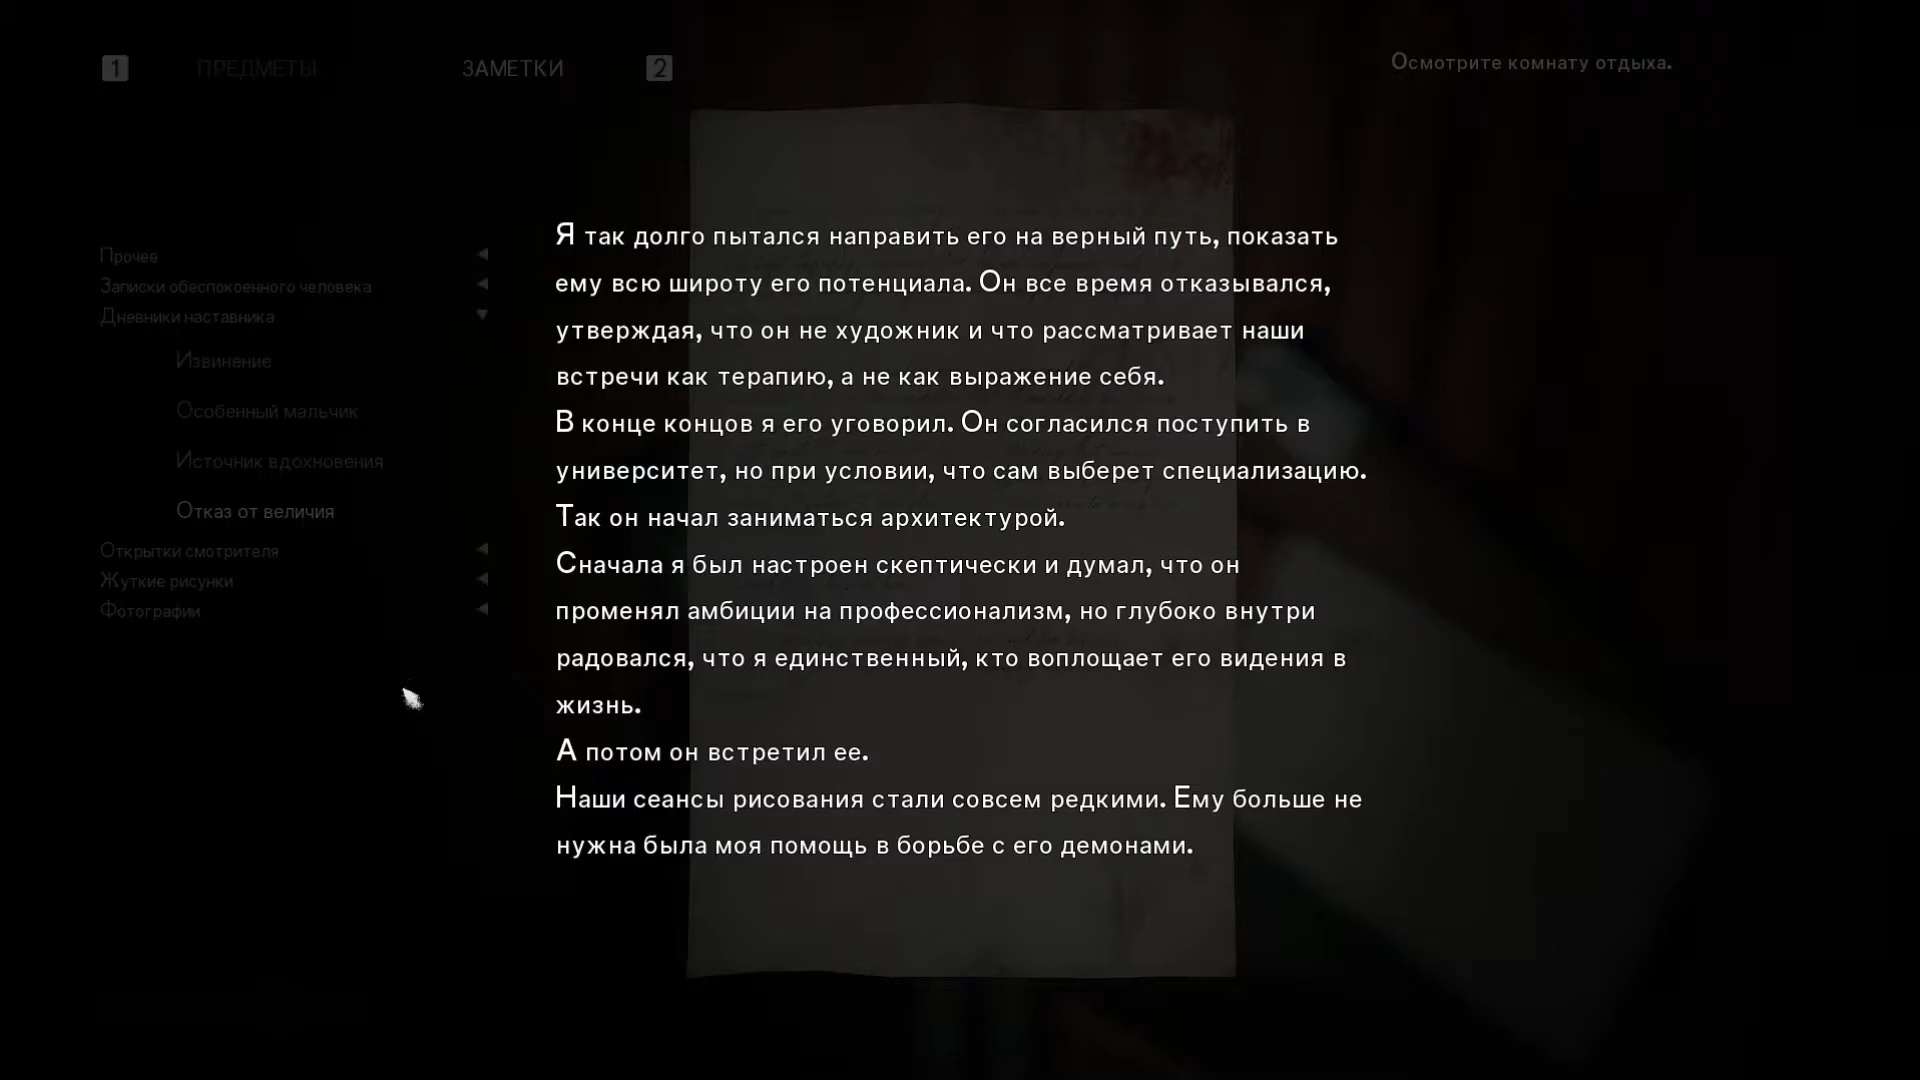 1
ПРЕДМЕТЫ
ЗАМЕТКИ
2
Осмотрите комнату отдыха.
Прочее
Записки обеспокоенного человека
Дневники наставника
Извинение
Особенный мальчик
Источник вдохновения
Отказ от величия
Открытки смотрителя
Жуткие рисунки
Фотографии
Я так долго пытался направить его на верный путь, показать
ему всю широту его потенциала. Он все время отказывался,
утверждая, что он не художник и что рассматривает наши
встречи как терапию, а не как выражение себя.
В конце концов я его уговорил. Он согласился поступить в
университет, но при условии, что сам выберет специализацию.
Так он начал заниматься архитектурой.
Сначала я был настроен скептически и думал, что он
променял амбиции на профессионализм, но глубоко внутри
радовался, что я единственный, кто воплощает его видения в
жизнь.
А потом он встретил ее.
Наши сеансы рисования стали совсем редкими. Ему больше не
нужна была моя помощь в борьбе с его демонами.